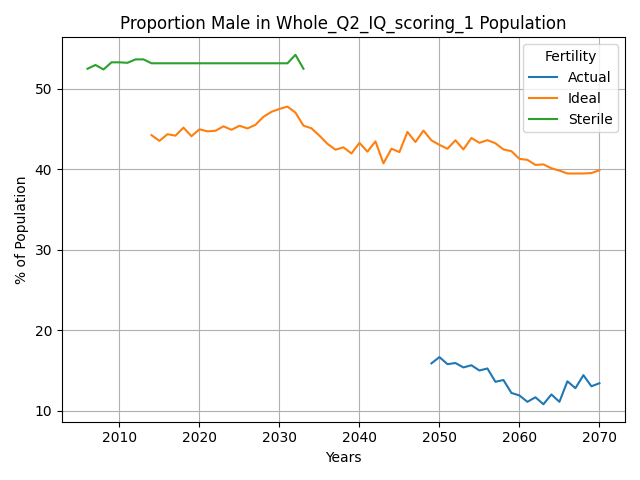 Proportion Male in Whole_Q2_IQ_scoring_1 Population
Fertility
Actual
Ideal
Sterile
% of Population
50
40
30
20
10
2010 2020 2030 2040 2050 2060 2070
Years